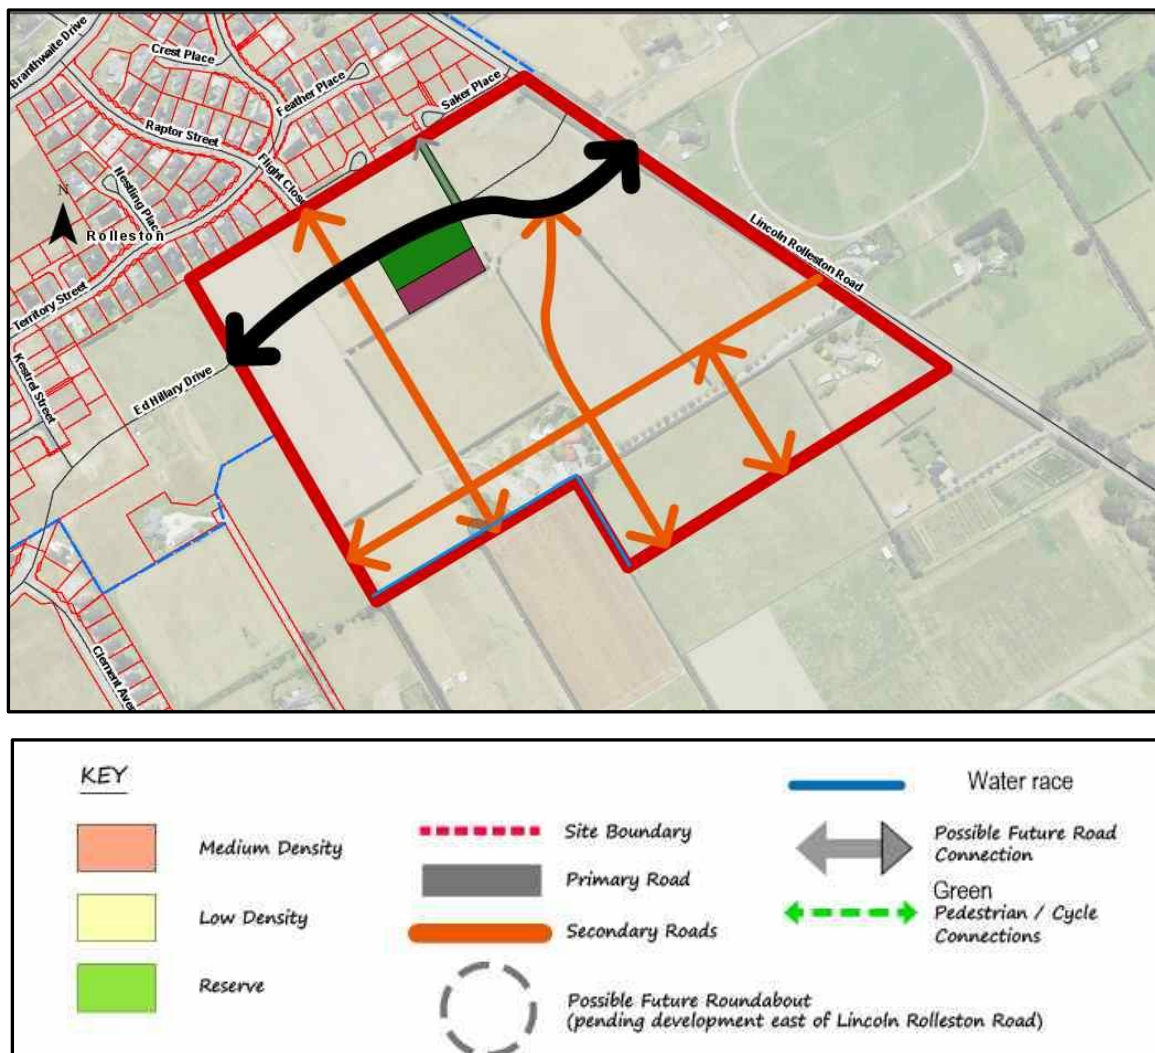 Branthwaite Drive
Crest Place
Feather Place
Saker Place
Raptor Street
Flight Close
Nestling Place
N
Rolleston
Territory Street
Kestrel Street
Ed Hillary Drive
Lincoln Rolleston Road
Clement Ave
KEY
Medium Density
Low Density
Reserve
Site Boundary
Primary Road
Secondary Roads
Possible Future Roundabout
(pending development east of Lincoln Rolleston Road)
Water race
Possible Future Road
Connection
Green
Pedestrian / Cycle
Connections